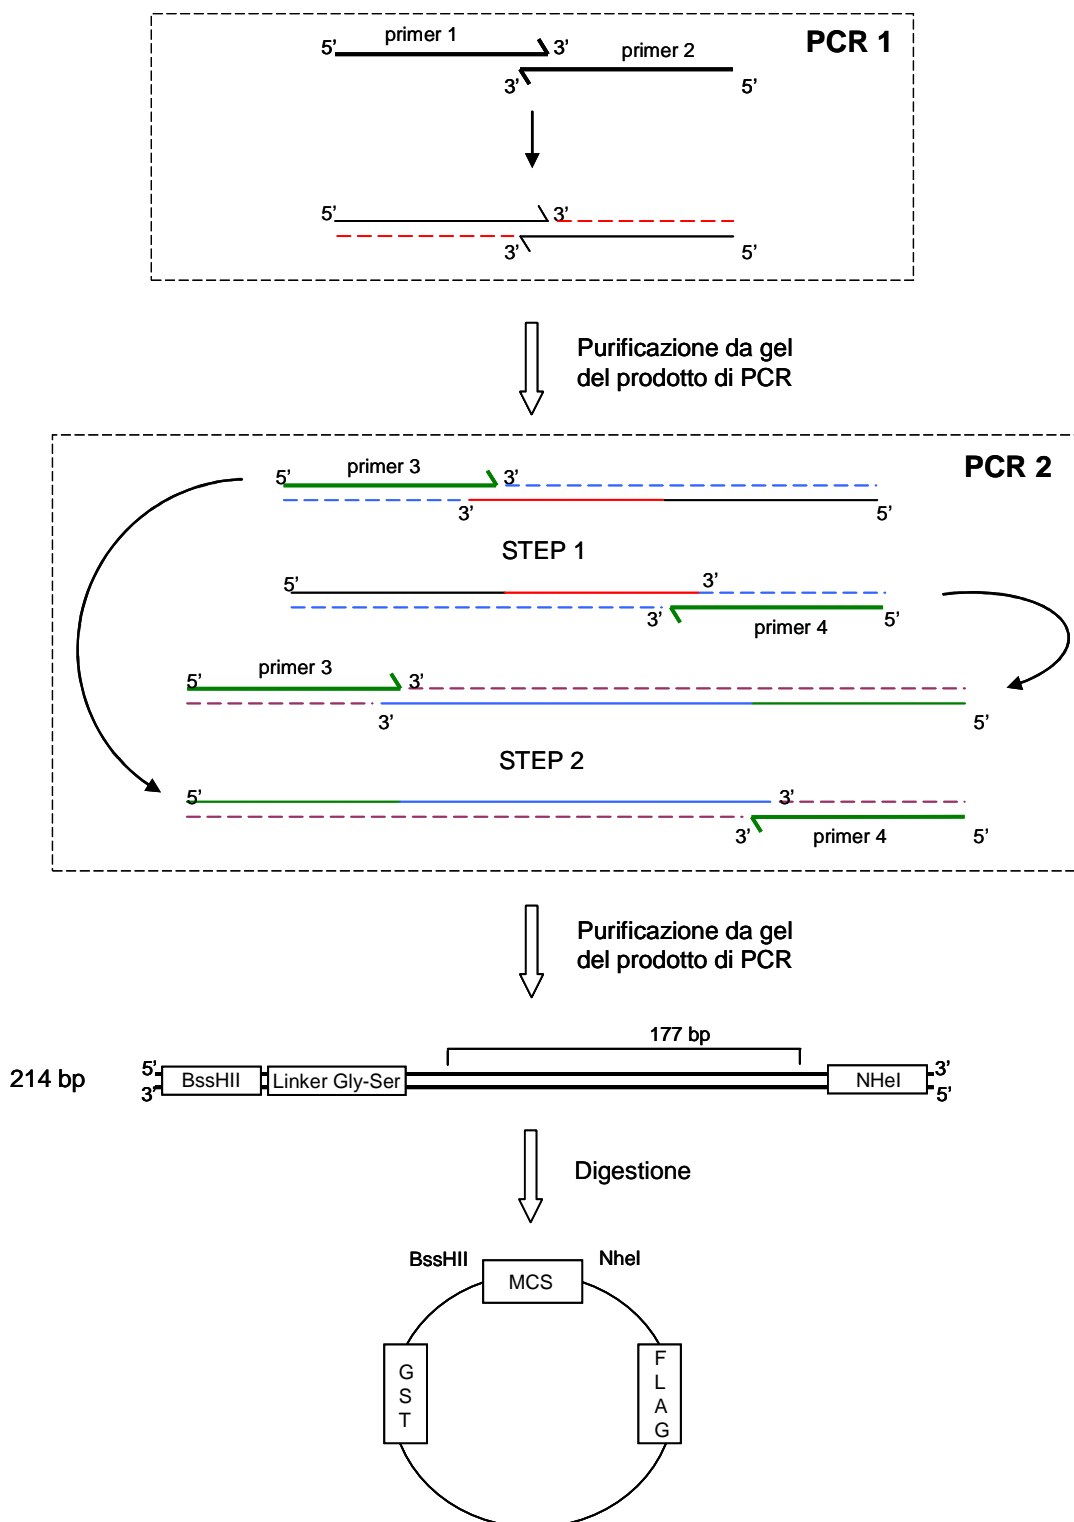 primer 1
5’
3’
PCR 1
primer 2
3’
5’
5’
3’
3’
5’
Purificazione da gel
del prodotto di PCR
PCR 2
5’
primer 3
3’
3’
5’
STEP 1
5’
3’
3’
primer 4
5’
5’
primer 3
3’
3’
5’
STEP 2
5’
3’
3’
primer 4
5’
Purificazione da gel
del prodotto di PCR
177 bp
214 bp
5’
3’
BssHII
Linker Gly-Ser
NHeI
3’
5’
Digestione
BssHII
NheI
MCS
GST
FLAG